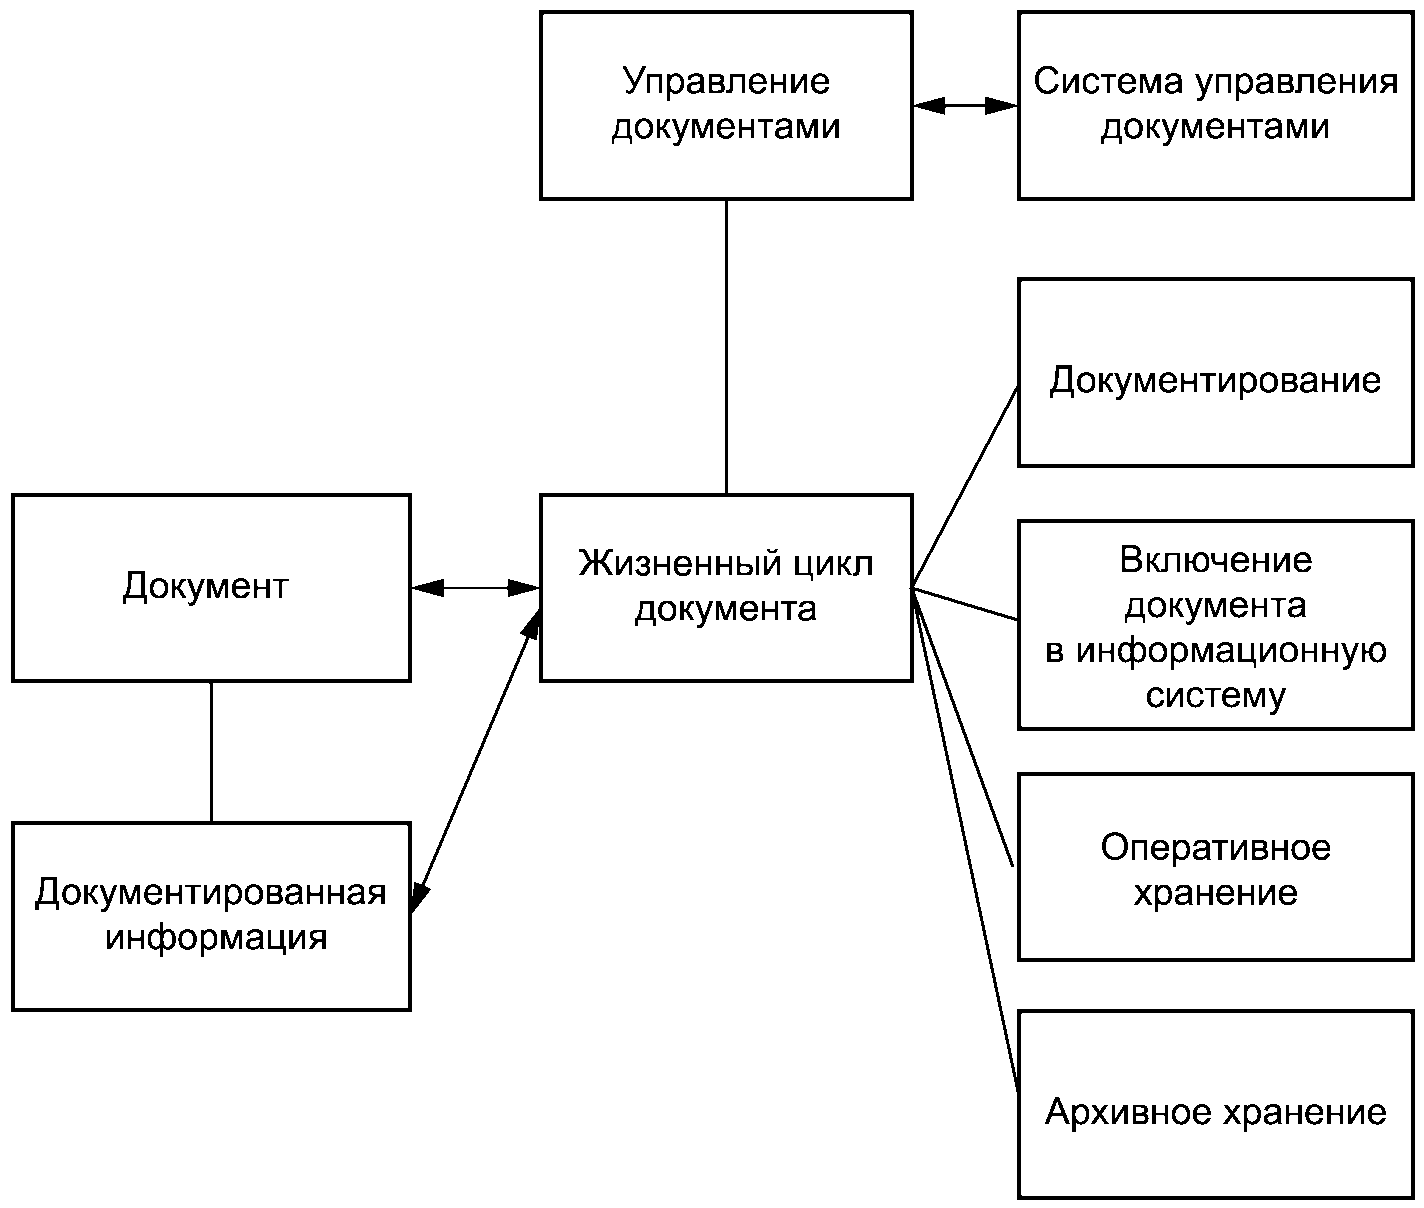 Управление
документами
Система управления
документами
Документирование
Документ
Жизненный цикл
документа
Включение
документа
в информационную
систему
Документированная
информация
Оперативное
хранение
Архивное хранение